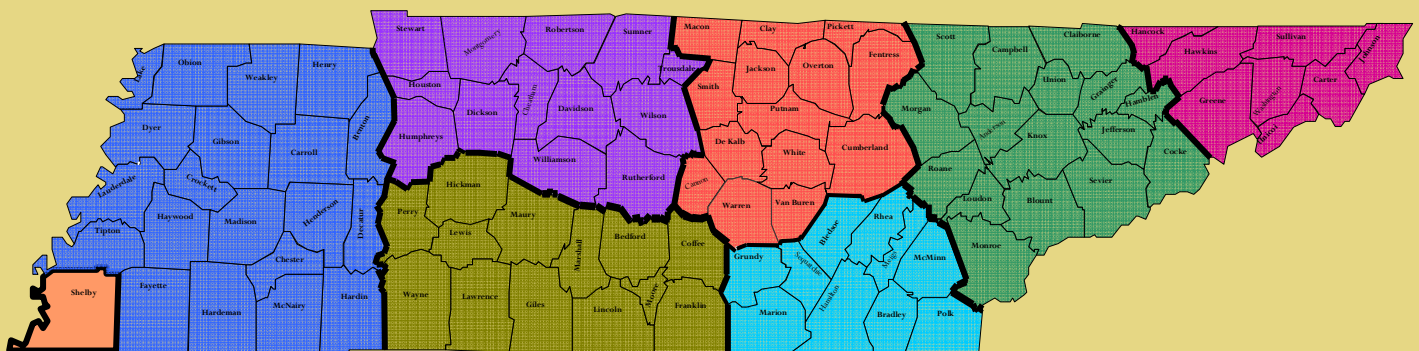 Lake
Obion
Weakley
Henry
Dyer
Gibson
Carroll
Benton
Lauderdale
Crockett
Haywood
Madison
Henderson
Decatur
Tipton
Chester
Shelby
Fayette
Hardeman
McNairy
Hardin
Stewart
Montgomery
Robertson
Sumner
Trousdale
Houston
Dickson
Cheatham
Davidson
Wilson
Humphreys
Williamson
Rutherford
Hickman
Perry
Maury
Lewis
Marshall
Bedford
Coffee
Wayne
Lawrence
Giles
Lincoln
Moore
Franklin
Macon
Clay
Pickett
Fentress
Jackson
Overton
Smith
Putnam
De Kalb
White
Cumberland
Cannon
Warren
Van Buren
Grundy
Bledsoe
Rhea
Sequatchie
Meigs
McMinn
Marion
Hamilton
Bradley
Polk
Scott
Campbell
Claiborne
Union
Grainger
Hamblen
Morgan
Anderson
Knox
Jefferson
Cocke
Roane
Loudon
Blount
Sevier
Monroe
Hancock
Hawkins
Sullivan
Johnson
Carter
Greene
Washington
Unicoi